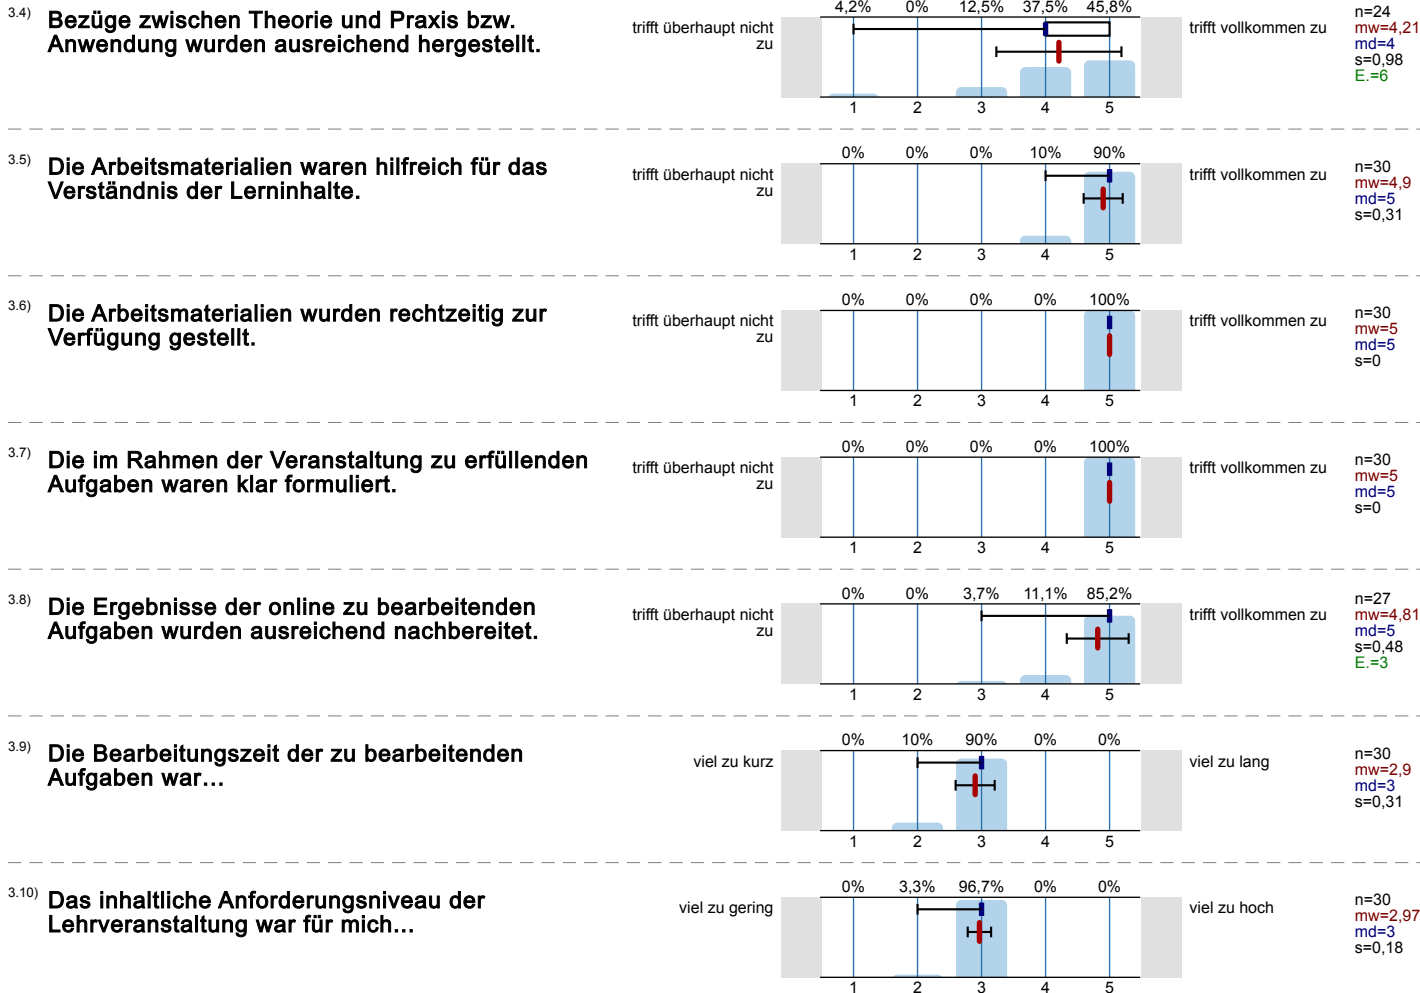 3.4) Bezüge zwischen Theorie und Praxis bzw.
Anwendung wurden ausreichend hergestellt.
trifft überhaupt nicht
zu
4,2% 0% 12,5% 37,5% 45,8%
1 2 3 4 5
trifft vollkommen zu
n=24
mw=4,21
md=4
s=0,98
E.=6
3.5) Die Arbeitsmaterialien waren hilfreich für das
Verständnis der Lerninhalte.
trifft überhaupt nicht
zu
0% 0% 0% 10% 90%
1 2 3 4 5
trifft vollkommen zu
n=30
mw=4,9
md=5
s=0,31
3.6) Die Arbeitsmaterialien wurden rechtzeitig zur
Verfügung gestellt.
trifft überhaupt nicht
zu
0% 0% 0% 0% 100%
1 2 3 4 5
trifft vollkommen zu
n=30
mw=5
md=5
s=0
3.7) Die im Rahmen der Veranstaltung zu erfüllenden
Aufgaben waren klar formuliert.
trifft überhaupt nicht
zu
0% 0% 0% 0% 100%
1 2 3 4 5
trifft vollkommen zu
n=30
mw=5
md=5
s=0
3.8) Die Ergebnisse der online zu bearbeitenden
Aufgaben wurden ausreichend nachbereitet.
trifft überhaupt nicht
zu
0% 0% 3,7% 11,1% 85,2%
1 2 3 4 5
trifft vollkommen zu
n=27
mw=4,81
md=5
s=0,48
E.=3
3.9) Die Bearbeitungszeit der zu bearbeitenden
Aufgaben war…
viel zu kurz
0% 10% 90% 0% 0%
1 2 3 4 5
viel zu lang
n=30
mw=2,9
md=3
s=0,31
3.10) Das inhaltliche Anforderungsniveau der
Lehrveranstaltung war für mich…
viel zu gering
0% 3,3% 96,7% 0% 0%
1 2 3 4 5
viel zu hoch
n=30
mw=2,97
md=3
s=0,18